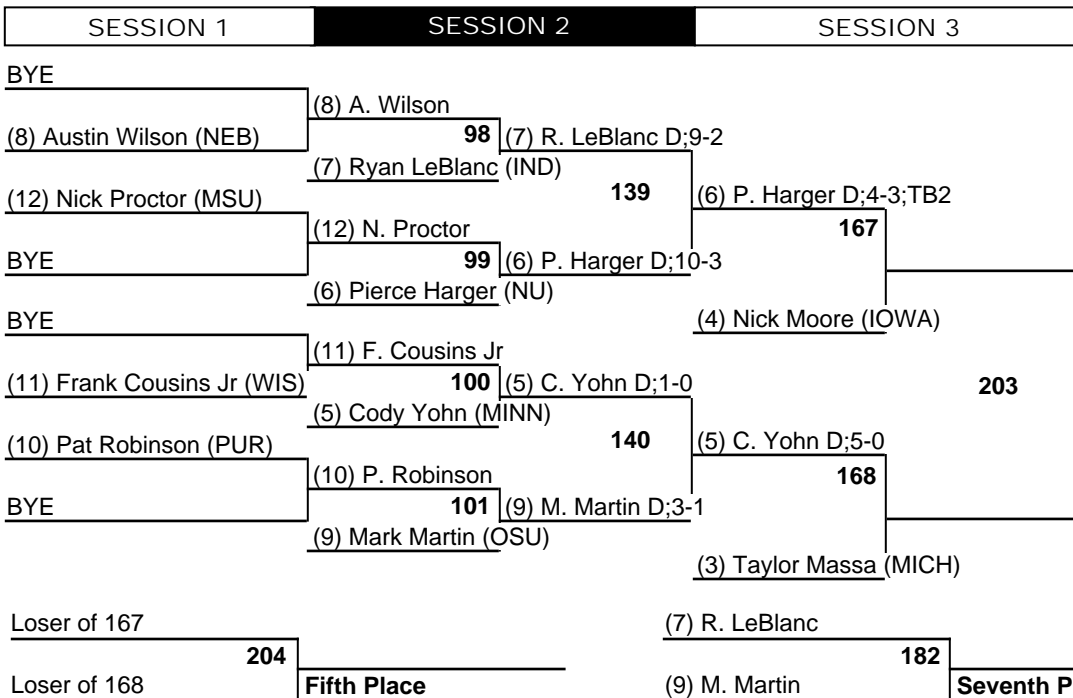 SESSION 1 SESSION 2 SESSION 3
BYE
(8) A. Wilson
(8) Austin Wilson (NEB) 98 (7) R. LeBlanc D;9-2
(7) Ryan LeBlanc (IND)
(12) Nick Proctor (MSU) 139 (6) P. Harger D;4-3;TB2
(12) N. Proctor 167
BYE 99 (6) P. Harger D;10-3
(6) Pierce Harger (NU)
BYE (4) Nick Moore (IOWA)
(11) F. Cousins Jr
(11) Frank Cousins Jr (WIS) 100 (5) C. Yohn D;1-0 203
(5) Cody Yohn (MINN)
(10) Pat Robinson (PUR) 140 (5) C. Yohn D;5-0
(10) P. Robinson 168
BYE 101 (9) M. Martin D;3-1
(9) Mark Martin (OSU)
(3) Taylor Massa (MICH)
Loser of 167 (7) R. LeBlanc
204 182
Loser of 168 Fifth Place (9) M. Martin Seventh P